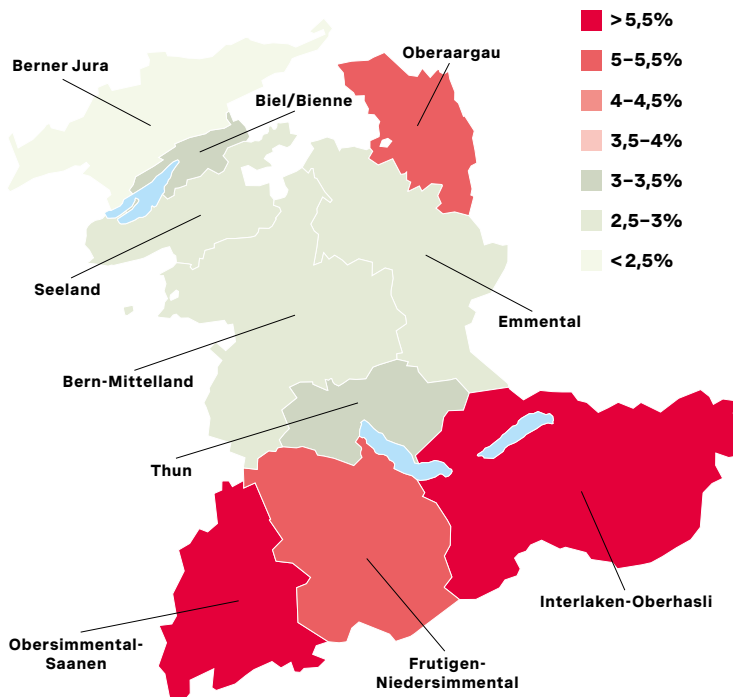 >5,5%
5–5,5%
4–4,5%
3,5–4%
3–3,5%
2,5–3%
<2,5%
Oberaargau
Berner Jura
Biel/Bienne
Seeland
Emmental
Bern-Mittelland
Thun
Interlaken-Oberhasli
Obersimmental-
Saanen
Frutigen-
Niedersimmental